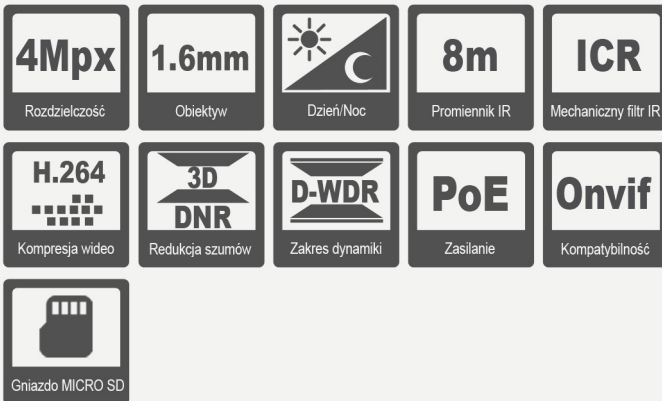 4Mpx
Rozdzielczość
1.6mm
Obiektyw
Dzień/Noc
8m
Promiennik IR
ICR
Mechaniczny filtr IR
H.264
Kompresja wideo
3D
DNR
Redukcja szumów
D-WDR
Zakres dynamiki
PoE
Zasilanie
Onvif
Kompatybilność
Gniazdo MICRO SD